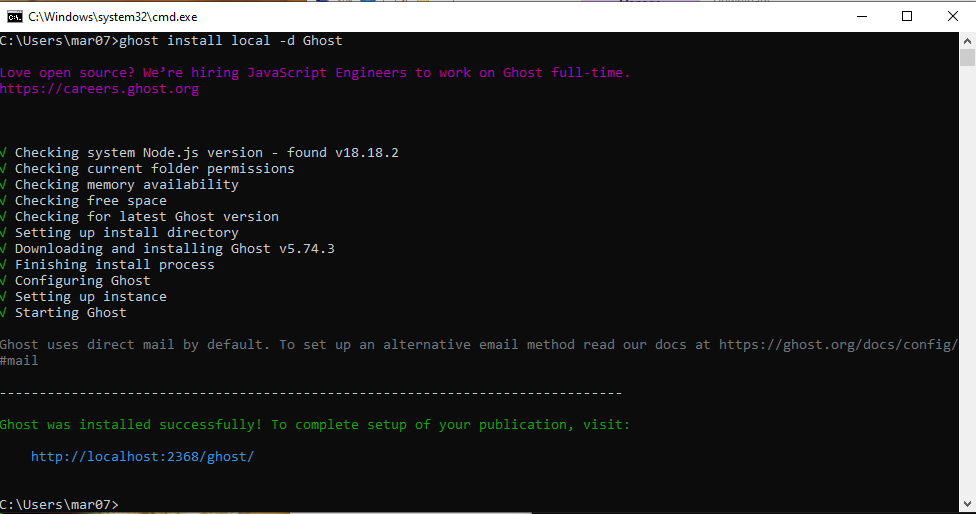 C:\Windows\system32\cmd.exe
C:\Users\mar07>ghost install local -d Ghost
Love open source? We’re hiring JavaScript Engineers to work on Ghost full-time.
https://careers.ghost.org
√ Checking system Node.js version - found v18.18.2
√ Checking current folder permissions
√ Checking memory availability
√ Checking free space
√ Checking for latest Ghost version
√ Setting up install directory
√ Downloading and installing Ghost v5.74.3
√ Finishing install process
√ Configuring Ghost
√ Setting up instance
√ Starting Ghost
Ghost uses direct mail by default. To set up an alternative email method read our docs at https://ghost.org/docs/config/
#mail
------------------------------------------------------------------------------
Ghost was installed successfully! To complete setup of your publication, visit:
http://localhost:2368/ghost/
C:\Users\mar07>